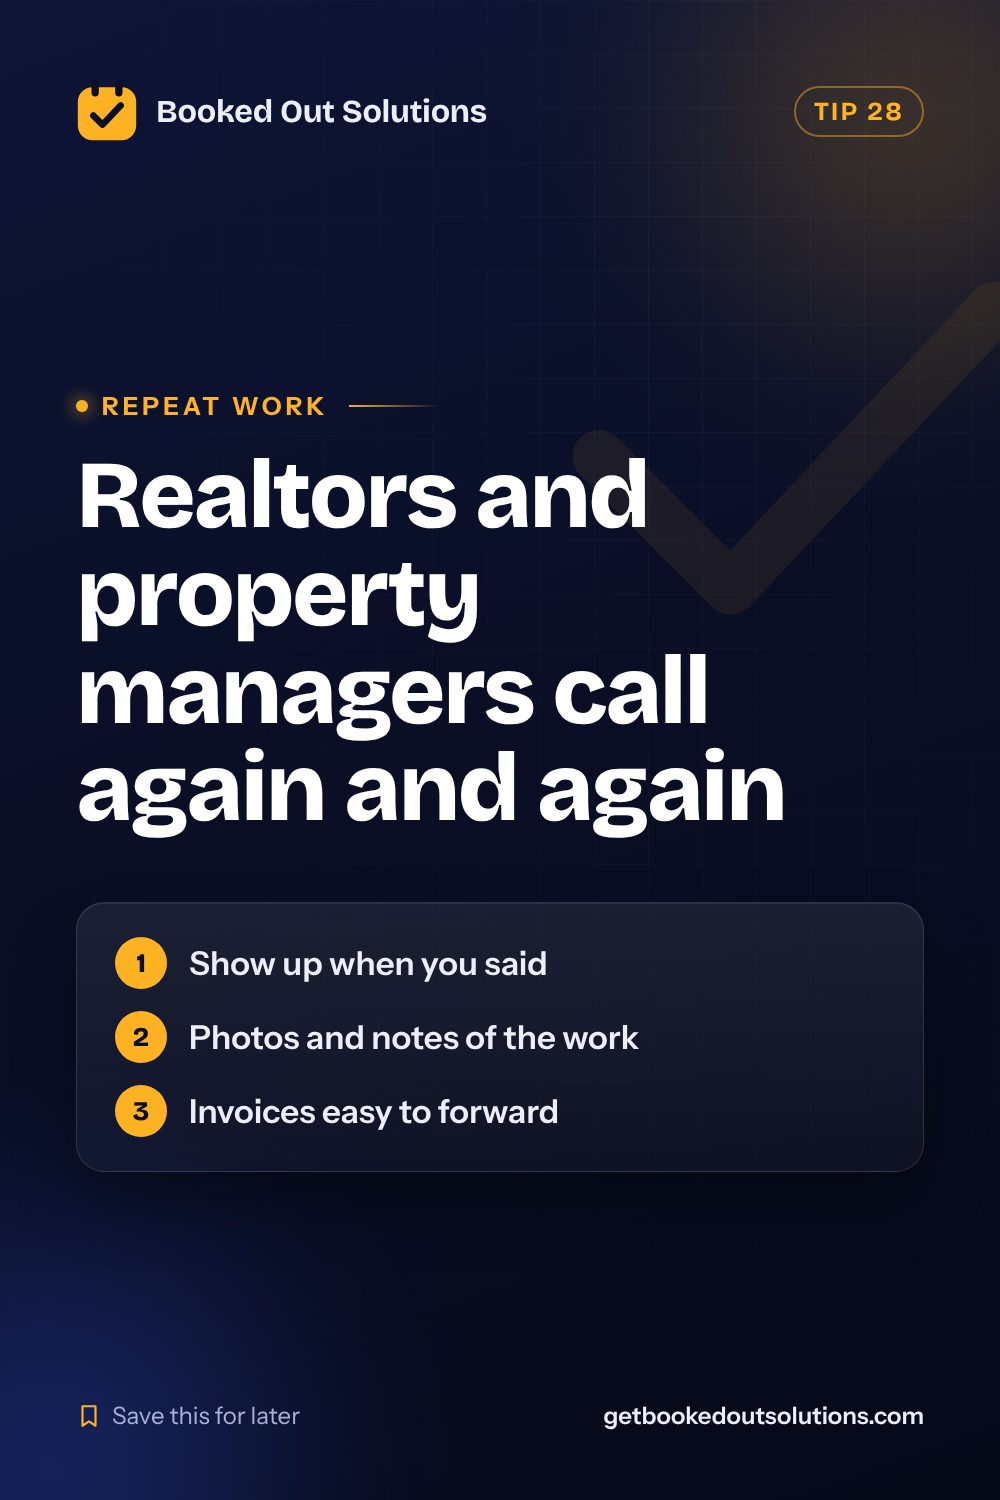 Booked Out Solutions
TIP 28
REPEAT WORK
Realtors and
property
managers call
again and again
1 Show up when you said
2 Photos and notes of the work
3 Invoices easy to forward
Save this for later
getbookedoutsolutions.com